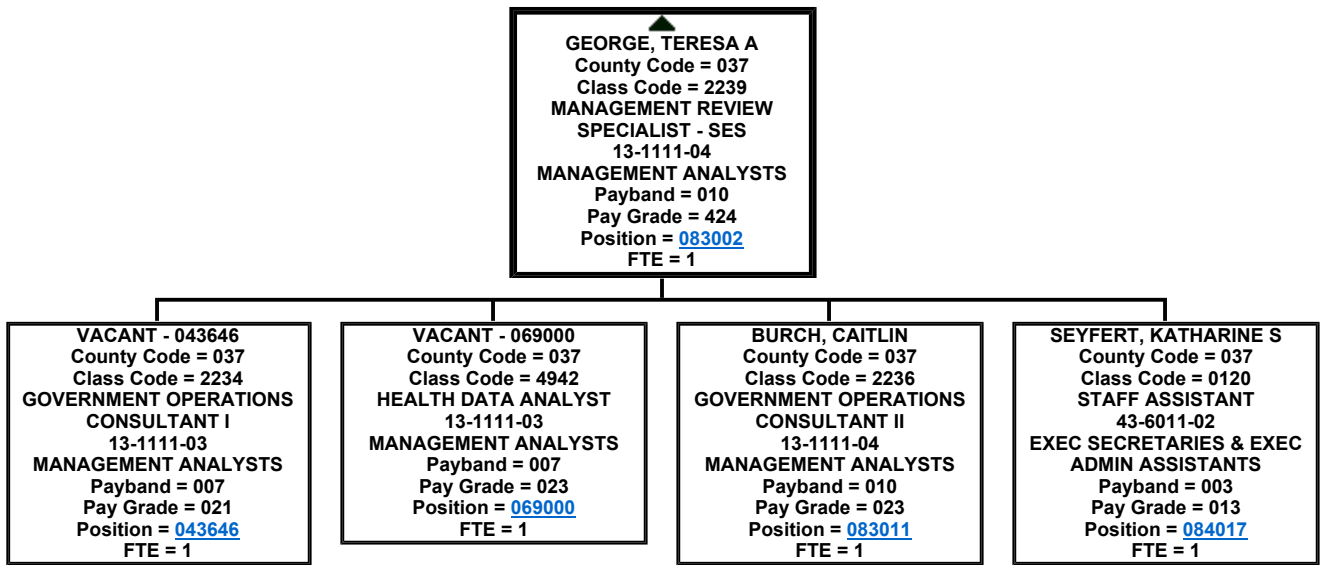 GEORGE, TERESA A
County Code = 037
Class Code = 2239
MANAGEMENT REVIEW
SPECIALIST - SES
13-1111-04
MANAGEMENT ANALYSTS
Payband = 010
Pay Grade = 424
Position = 083002
FTE = 1
VACANT - 043646
County Code = 037
Class Code = 2234
GOVERNMENT OPERATIONS
CONSULTANT I
13-1111-03
MANAGEMENT ANALYSTS
Payband = 007
Pay Grade = 021
Position = 043646
FTE = 1
VACANT - 069000
County Code = 037
Class Code = 4942
HEALTH DATA ANALYST
13-1111-03
MANAGEMENT ANALYSTS
Payband = 007
Pay Grade = 023
Position = 069000
FTE = 1
BURCH, CAITLIN
County Code = 037
Class Code = 2236
GOVERNMENT OPERATIONS
CONSULTANT II
13-1111-04
MANAGEMENT ANALYSTS
Payband = 010
Pay Grade = 023
Position = 083011
FTE = 1
SEYFERT, KATHARINE S
County Code = 037
Class Code = 0120
STAFF ASSISTANT
43-6011-02
EXEC SECRETARIES & EXEC
ADMIN ASSISTANTS
Payband = 003
Pay Grade = 013
Position = 084017
FTE = 1